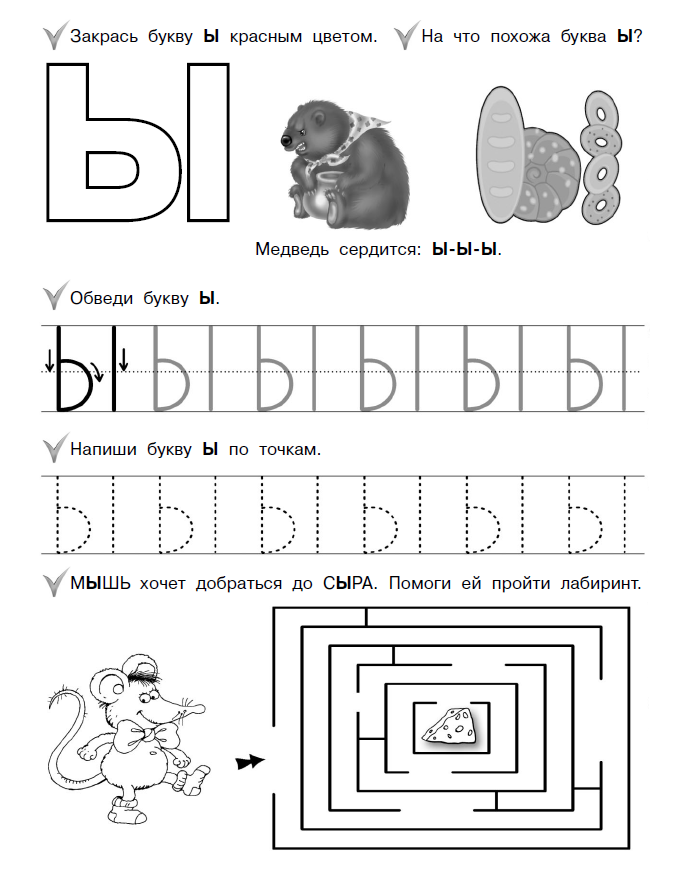 Закрась букву Ы красным цветом.
На что похожа буква Ы?
Ы
Медведь сердится: Ы-Ы-Ы.
Обведи букву Ы.
Ы Ы Ы Ы Ы Ы
Напиши букву Ы по точкам.
Ы Ы Ы Ы Ы Ы
МЫШЬ хочет добраться до СЫРА. Помоги ей пройти лабиринт.